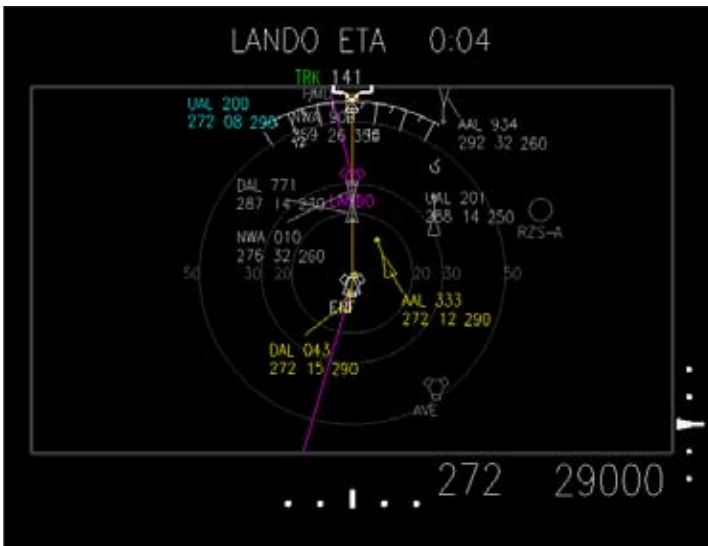 LANDO ETA 0:04
TRK 141
UAL 200
272 08 290
AAL 934
292 32 260
DAL 771
287 14
UAL 201
288 14 250
LANDO
RZS-A
NWA 010
276 32 260
50 30 20 20 30 50
AAL 333
272 12 290
DAL 043
272 15 290
AVE
272 29000